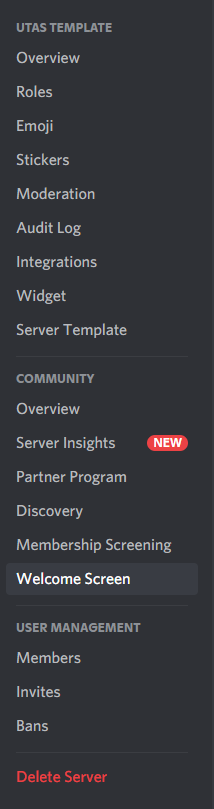 UTAS TEMPLATE
Overview
Roles
Emoji
Stickers
Moderation
Audit Log
Integrations
Widget
Server Template
COMMUNITY
Overview
Server Insights NEW
Partner Program
Discovery
Membership Screening
Welcome Screen
USER MANAGEMENT
Members
Invites
Bans
Delete Server